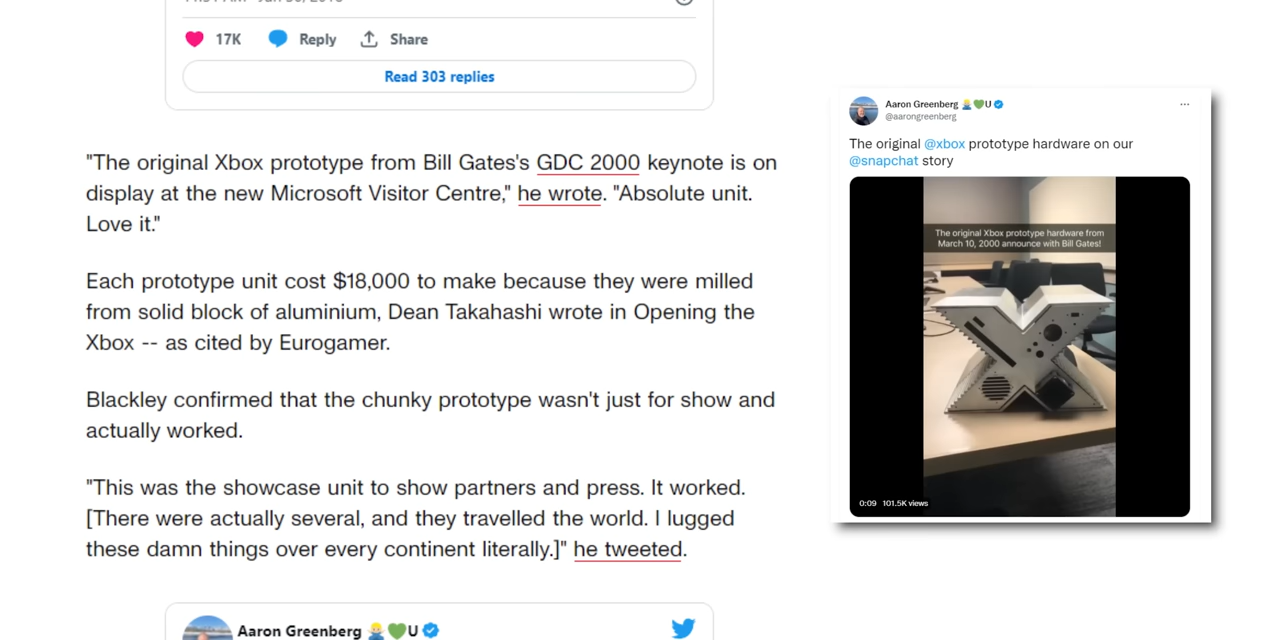 17K Reply Share
Read 303 replies
"The original Xbox prototype from Bill Gates's GDC 2000 keynote is on
display at the new Microsoft Visitor Centre," he wrote. "Absolute unit.
Love it."
Each prototype unit cost $18,000 to make because they were milled
from solid block of aluminium, Dean Takahashi wrote in Opening the
Xbox -- as cited by Eurogamer.
Blackley confirmed that the chunky prototype wasn't just for show and
actually worked.
"This was the showcase unit to show partners and press. It worked.
[There were actually several, and they travelled the world. I lugged
these damn things over every continent literally.]" he tweeted.
Aaron Greenberg 🤱💚U
Aaron Greenberg 🤱💚U
@aarongreenberg
The original @xbox prototype hardware on our
@snapchat story
The original Xbox prototype hardware from
March 10, 2000 announce with Bill Gates!
0:09 101.5K views